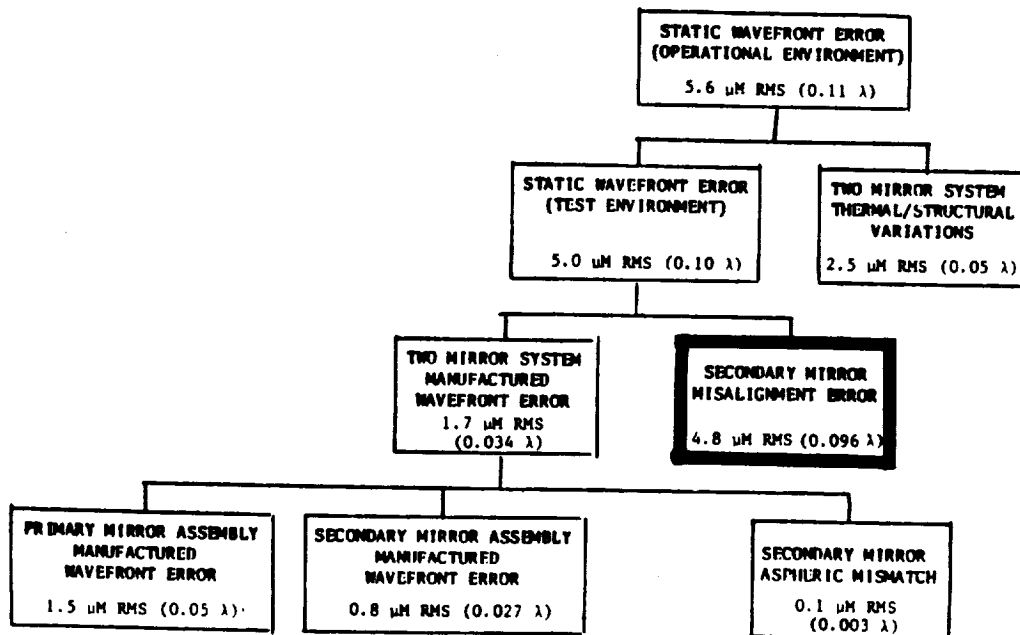 STATIC WAVEFRONT ERROR
(OPERATIONAL ENVIRONMENT)
5.6 µM RMS (0.11 λ)
STATIC WAVEFRONT ERROR
(TEST ENVIRONMENT)
5.0 µM RMS (0.10 λ)
TWO MIRROR SYSTEM
THERMAL/STRUCTURAL
VARIATIONS
2.5 µM RMS (0.05 λ)
TWO MIRROR SYSTEM
MANUFACTURED
WAVEFRONT ERROR
1.7 µM RMS
(0.034 λ)
SECONDARY MIRROR
MISALIGNMENT ERROR
4.8 µM RMS (0.096 λ)
PRIMARY MIRROR ASSEMBLY
MANUFACTURED
WAVEFRONT ERROR
1.5 µM RMS (0.05 λ)
SECONDARY MIRROR ASSEMBLY
MANUFACTURED
WAVEFRONT ERROR
0.8 µM RMS (0.027 λ)
SECONDARY MIRROR
ASPHERIC MISMATCH
0.1 µM RMS
(0.003 λ)